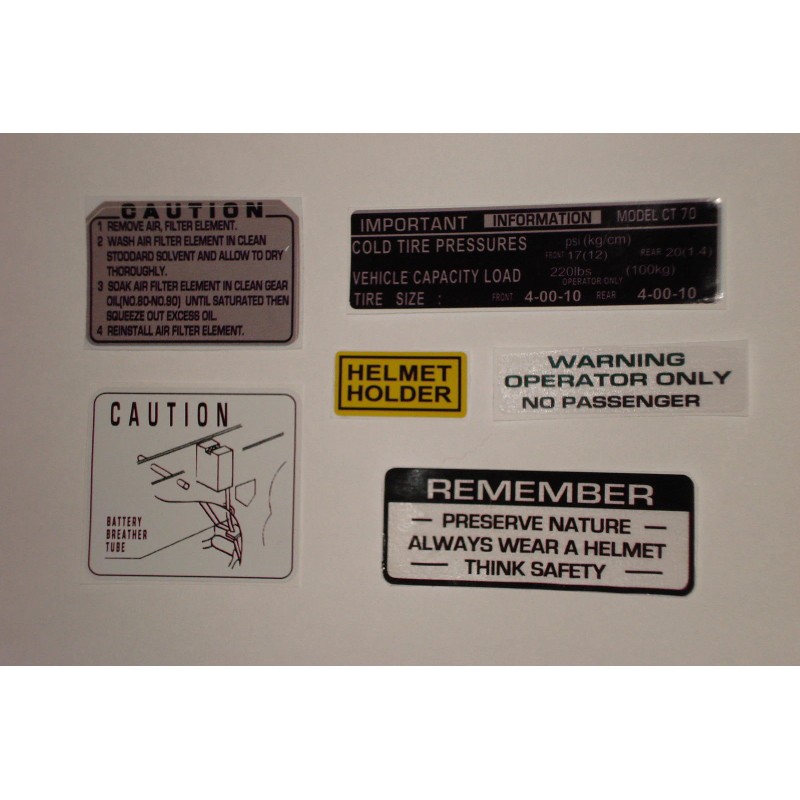 CAUTION
1 REMOVE AIR, FILTER ELEMENT.
2 WASH AIR FILTER ELEMENT IN CLEAN
STOODARD SOLVENT AND ALLOW TO DRY
THOROUGHLY.
3 SOAK AIR FILTER ELEMENT IN CLEAN GEAR
OIL(NO.80-NO.90) UNTIL SATURATED THEN
SQUEEZE OUT EXCESS OIL.
4 REINSTALL AIR FILTER ELEMENT.
IMPORTANT INFORMATION MODEL CT 70
COLD TIRE PRESSURES psi (kg/cm)
FRONT 17(12) REAR 20(1.4)
VEHICLE CAPACITY LOAD 220lbs (100kg)
OPERATOR.ONLY
TIRE SIZE : FRONT 4-00-10 REAR 4-00-10
HELMET
HOLDER
WARNING
OPERATOR ONLY
NO PASSENGER
CAUTION
BATTERY
BREATHER
TUBE
REMEMBER
— PRESERVE NATURE —
ALWAYS WEAR A HELMET
— THINK SAFETY —